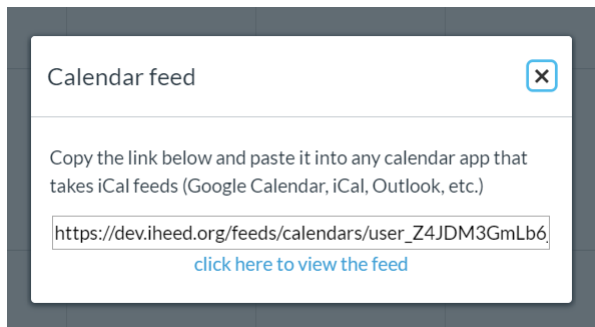 Calendar feed
Copy the link below and paste it into any calendar app that
takes iCal feeds (Google Calendar, iCal, Outlook, etc.)
https://dev.iheed.org/feeds/calendars/user_Z4JDM3GmLb6_
click here to view the feed